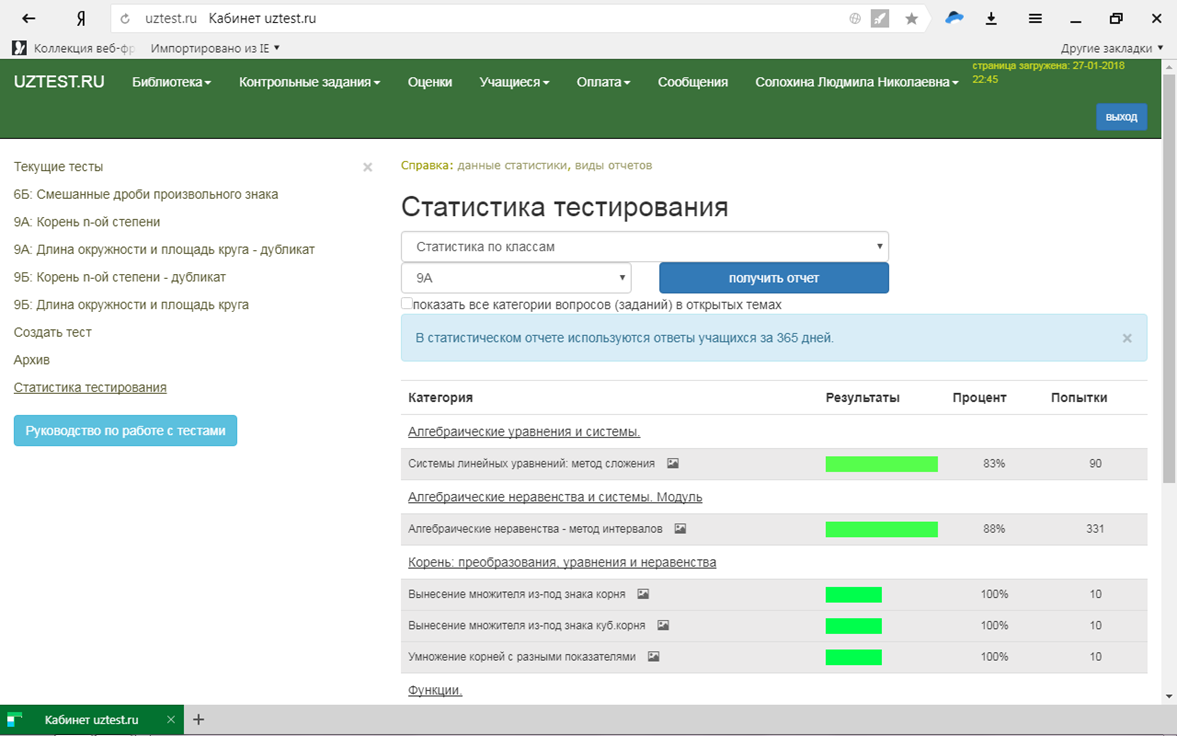 uztest.ru Кабинет uztest.ru
Коллекция веб-фр Импортировано из IE Другие закладки
UZTEST.RU Библиотека Контрольные задания Оценки Учащиеся Оплата Сообщения Солохина Людмила Николаевна страница загружена: 27-01-2018
22:45
выход
Текущие тесты
6Б: Смешанные дроби произвольного знака
9А: Корень n-ой степени
9А: Длина окружности и площадь круга - дубликат
9Б: Корень n-ой степени - дубликат
9Б: Длина окружности и площадь круга
Создать тест
Архив
Статистика тестирования
Руководство по работе с тестами
Справка: данные статистики, виды отчетов
Статистика тестирования
Статистика по классам
9А получить отчет
показать все категории вопросов (заданий) в открытых темах
В статистическом отчете используются ответы учащихся за 365 дней.
Категория Результаты Процент Попытки
Алгебраические уравнения и системы.
Системы линейных уравнений: метод сложения 83% 90
Алгебраические неравенства и системы. Модуль
Алгебраические неравенства - метод интервалов 88% 331
Корень: преобразования, уравнения и неравенства
Вынесение множителя из-под знака корня 100% 10
Вынесение множителя из-под знака куб.корня 100% 10
Умножение корней с разными показателями 100% 10
Функции.
Кабинет uztest.ru